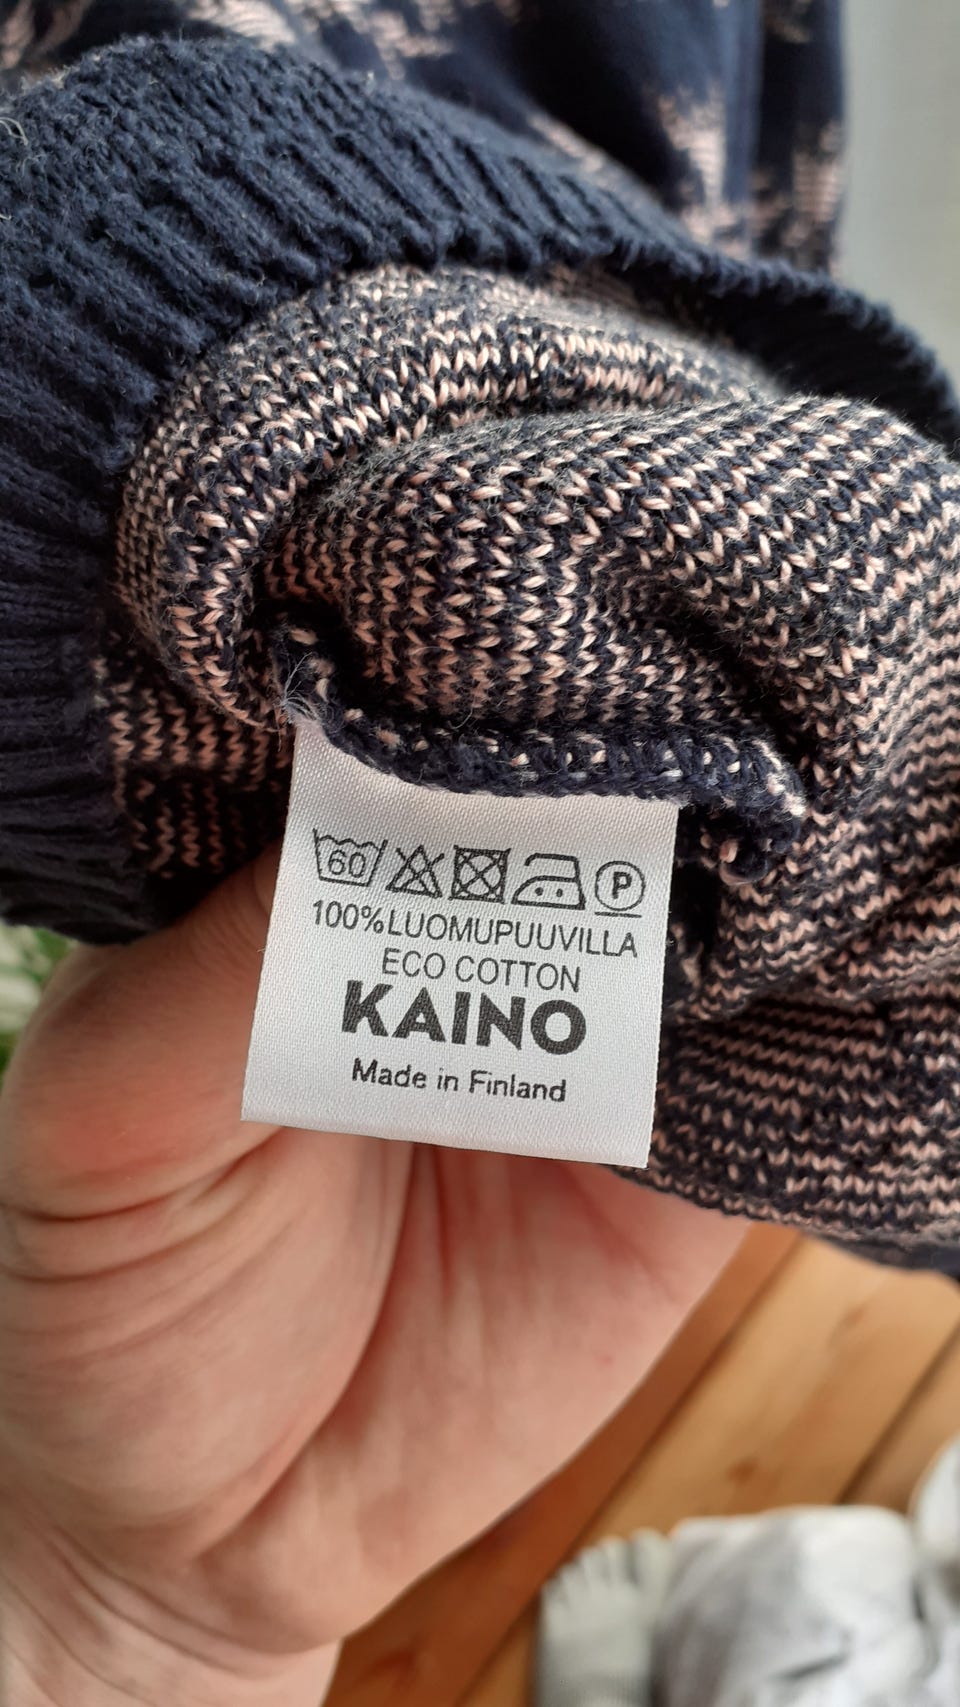 60 P
100%LUOMUPUUVILLA
ECO COTTON
KAINO
Made in Finland